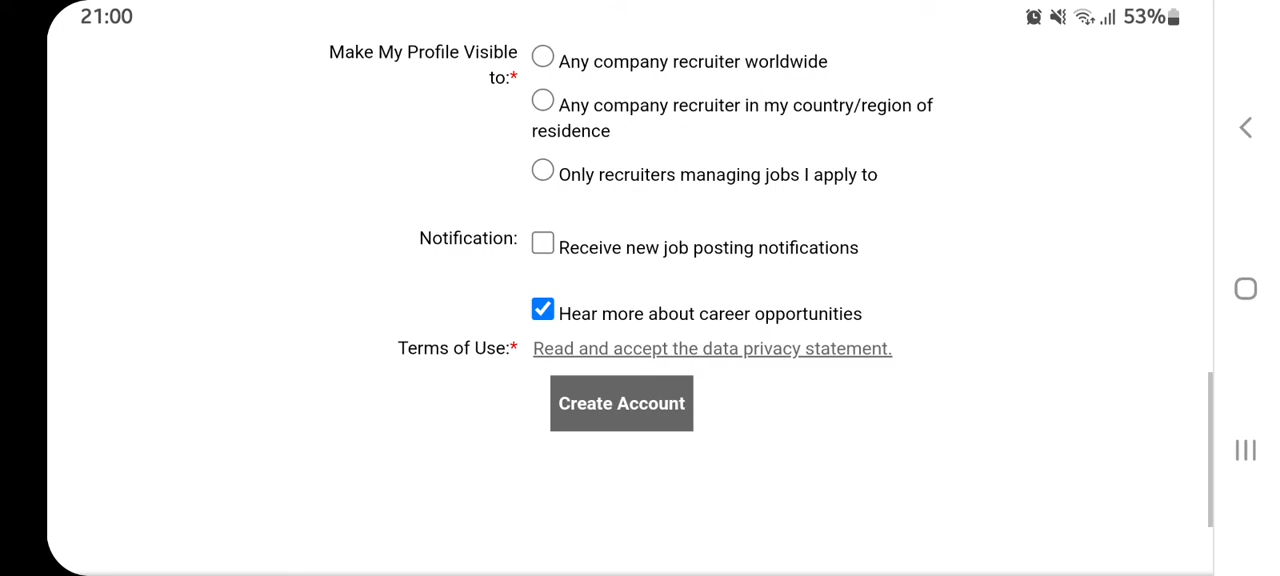 21:00
53%
Make My Profile Visible
to:*
Any company recruiter worldwide
Any company recruiter in my country/region of
residence
Only recruiters managing jobs I apply to
Notification:
Receive new job posting notifications
Hear more about career opportunities
Terms of Use:*
Read and accept the data privacy statement.
Create Account